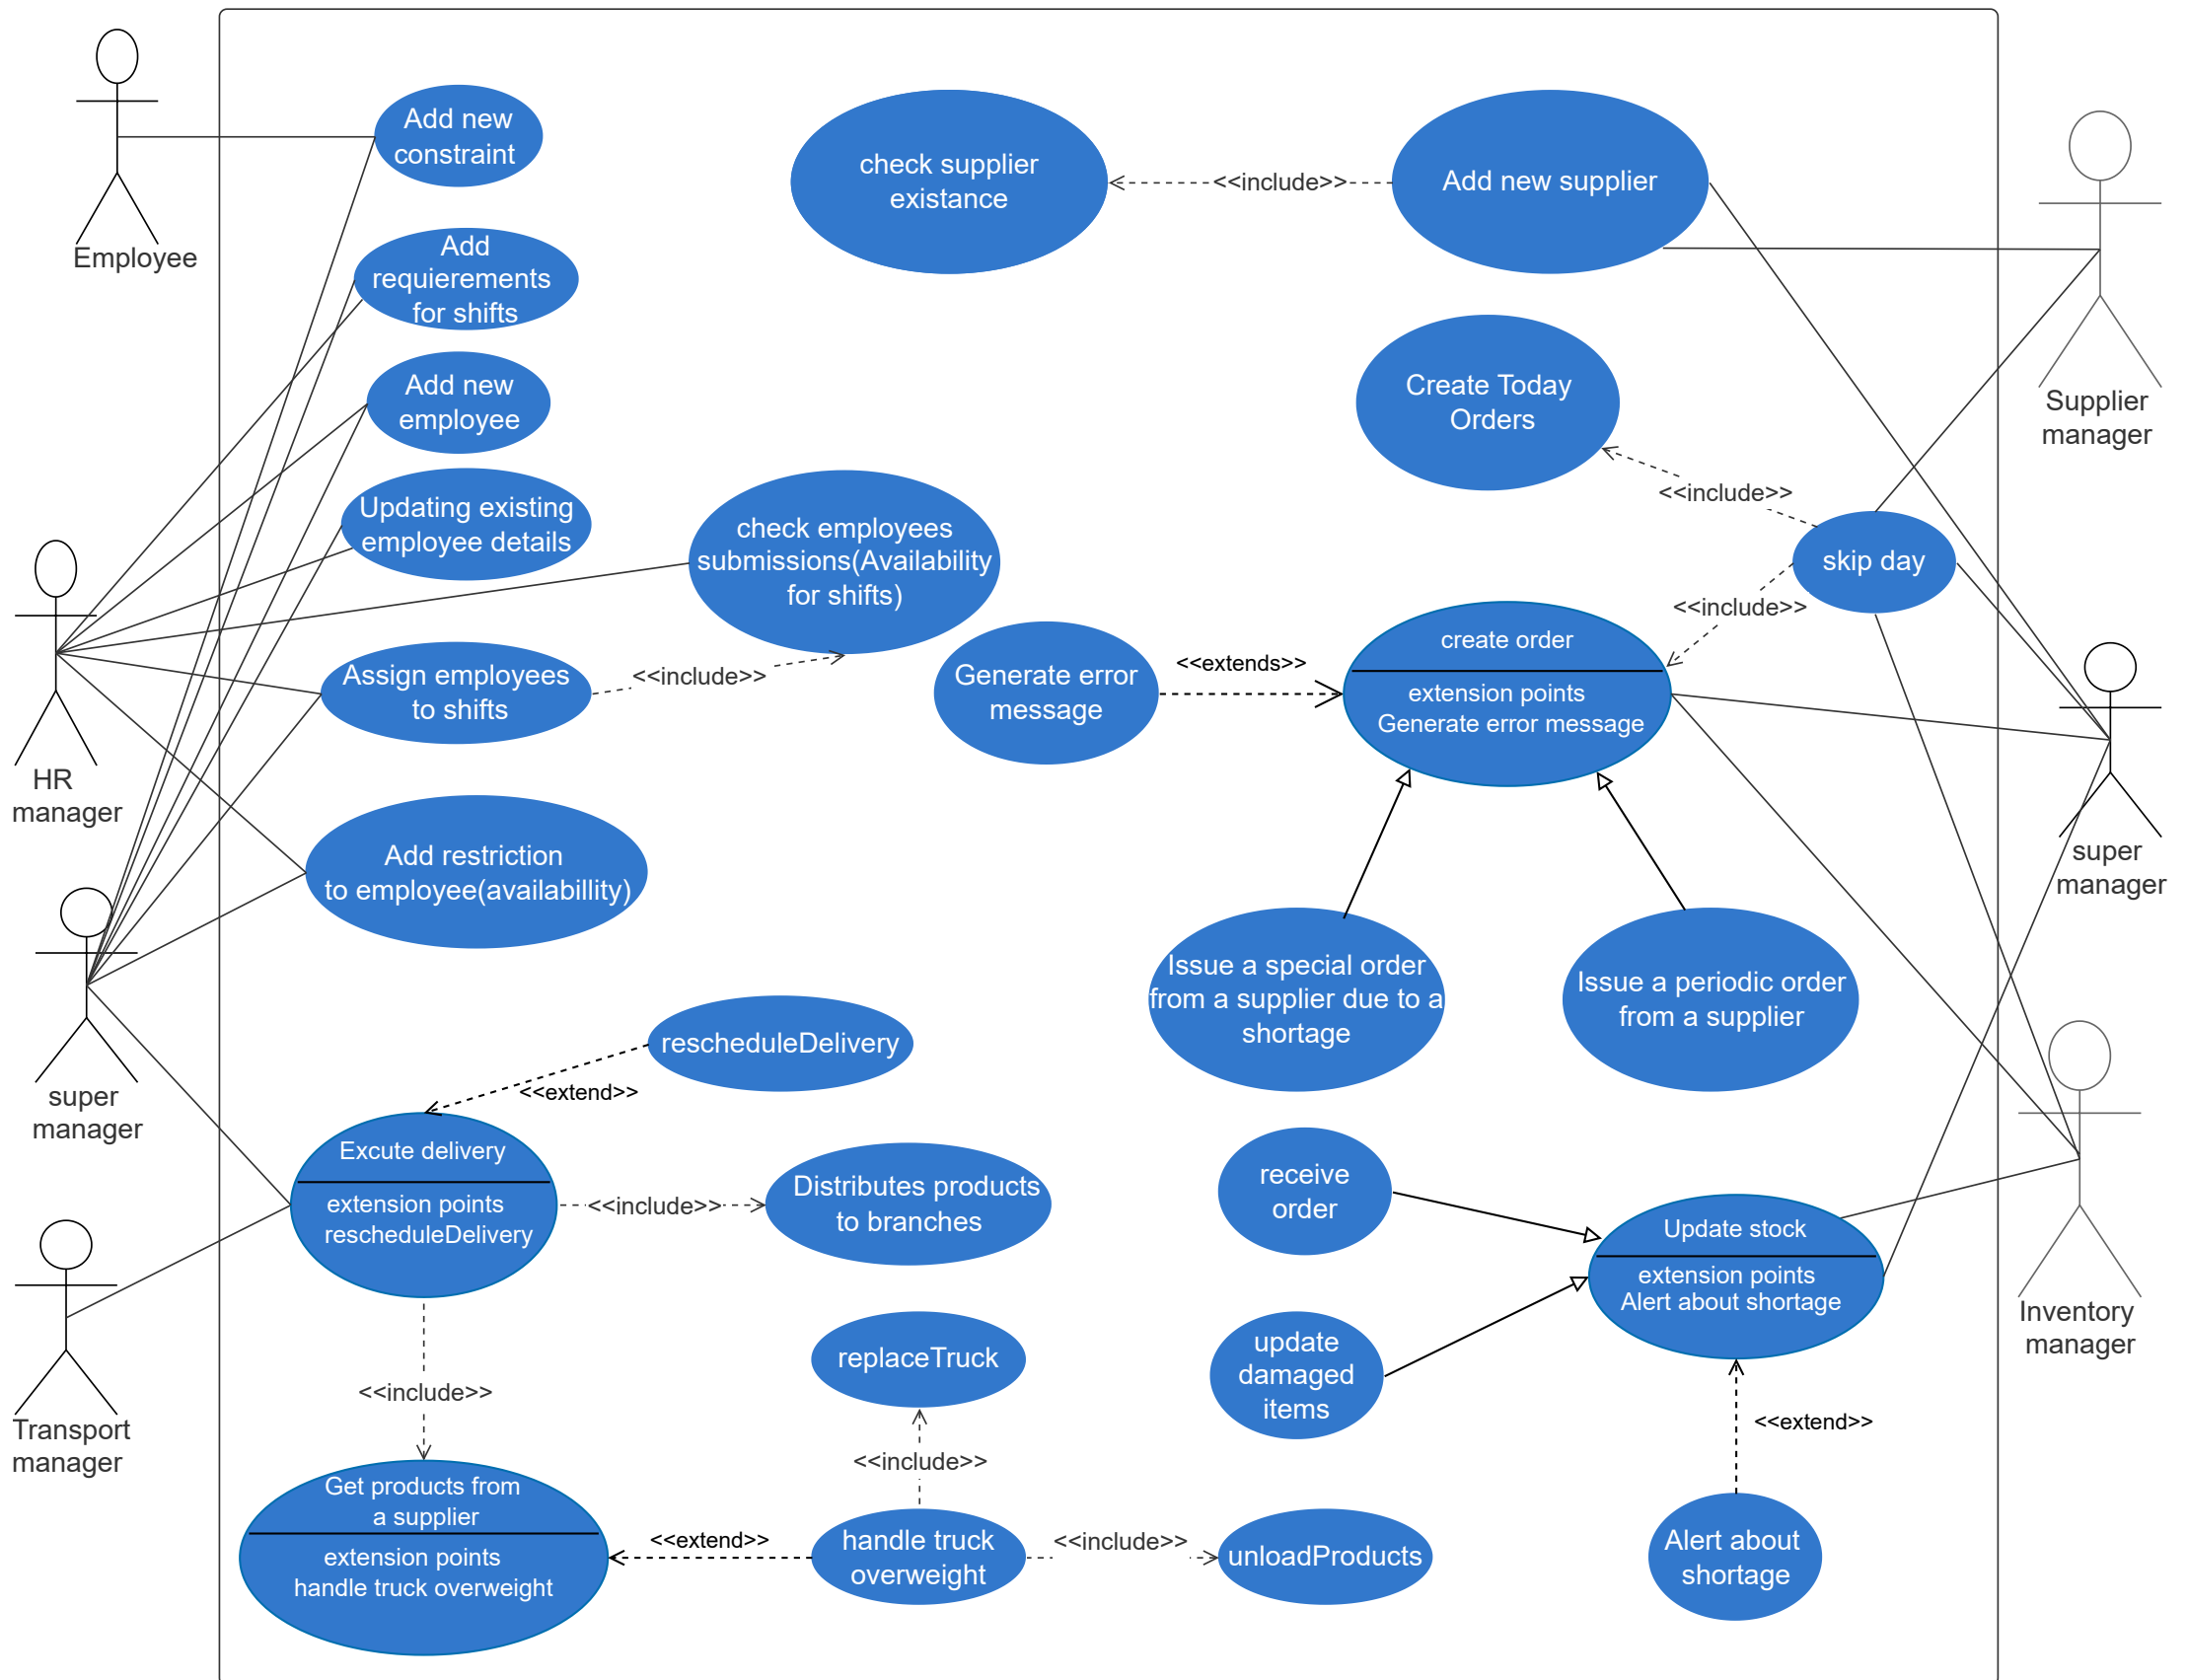 Employee
Add new
constraint
Add
requierements
for shifts
Add new
employee
Updating existing
employee details
check employees
submissions(Availability
for shifts)
Assign employees
to shifts
<<include>>
HR
manager
Add restriction
to employee(availabillity)
super
manager
check supplier
existance
<<include>>
Add new supplier
Supplier
manager
Create Today
Orders
<<include>>
skip day
<<include>>
Generate error
message
<<extends>>
create order
extension points
Generate error message
super
manager
Issue a special order
from a supplier due to a
shortage
Issue a periodic order
from a supplier
rescheduleDelivery
<<extend>>
Excute delivery
extension points
rescheduleDelivery
<<include>>
Distributes products
to branches
receive
order
Update stock
extension points
Alert about shortage
Inventory
manager
Transport
manager
<<include>>
replaceTruck
update
damaged
items
<<extend>>
<<include>>
Get products from
a supplier
extension points
handle truck overweight
<<extend>>
handle truck
overweight
<<include>>
unloadProducts
Alert about
shortage